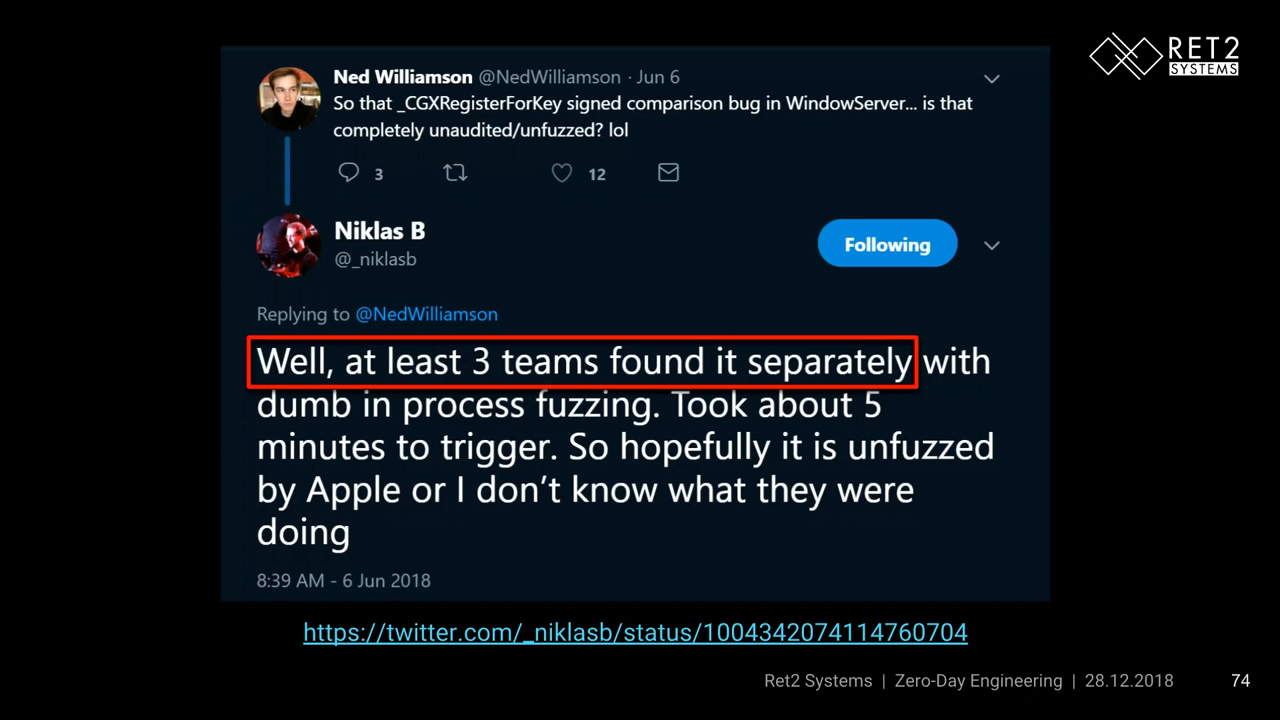 RET2
SYSTEMS
Ned Williamson @NedWilliamson · Jun 6
So that _CGXRegisterForKey signed comparison bug in WindowServer... is that
completely unaudited/unfuzzed? lol
3 12
Niklas B
@_niklasb
Following
Replying to @NedWilliamson
Well, at least 3 teams found it separately with
dumb in process fuzzing. Took about 5
minutes to trigger. So hopefully it is unfuzzed
by Apple or I don’t know what they were
doing
8:39 AM - 6 Jun 2018
https://twitter.com/_niklasb/status/1004342074114760704
Ret2 Systems | Zero-Day Engineering | 28.12.2018 74